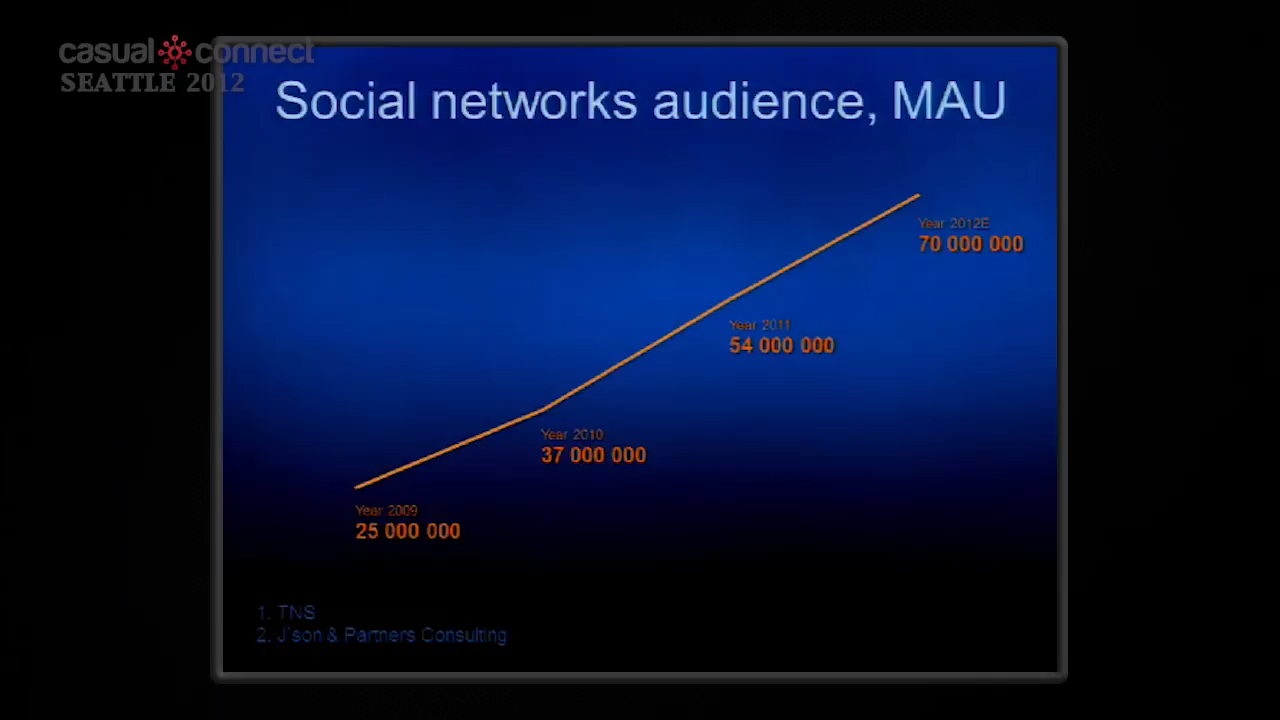 casual connect
SEATTLE 2012
Social networks audience, MAU
Year 2012E
70 000 000
Year 2011
54 000 000
Year 2010
37 000 000
Year 2009
25 000 000
1. TNS
2. J'son & Partners Consulting